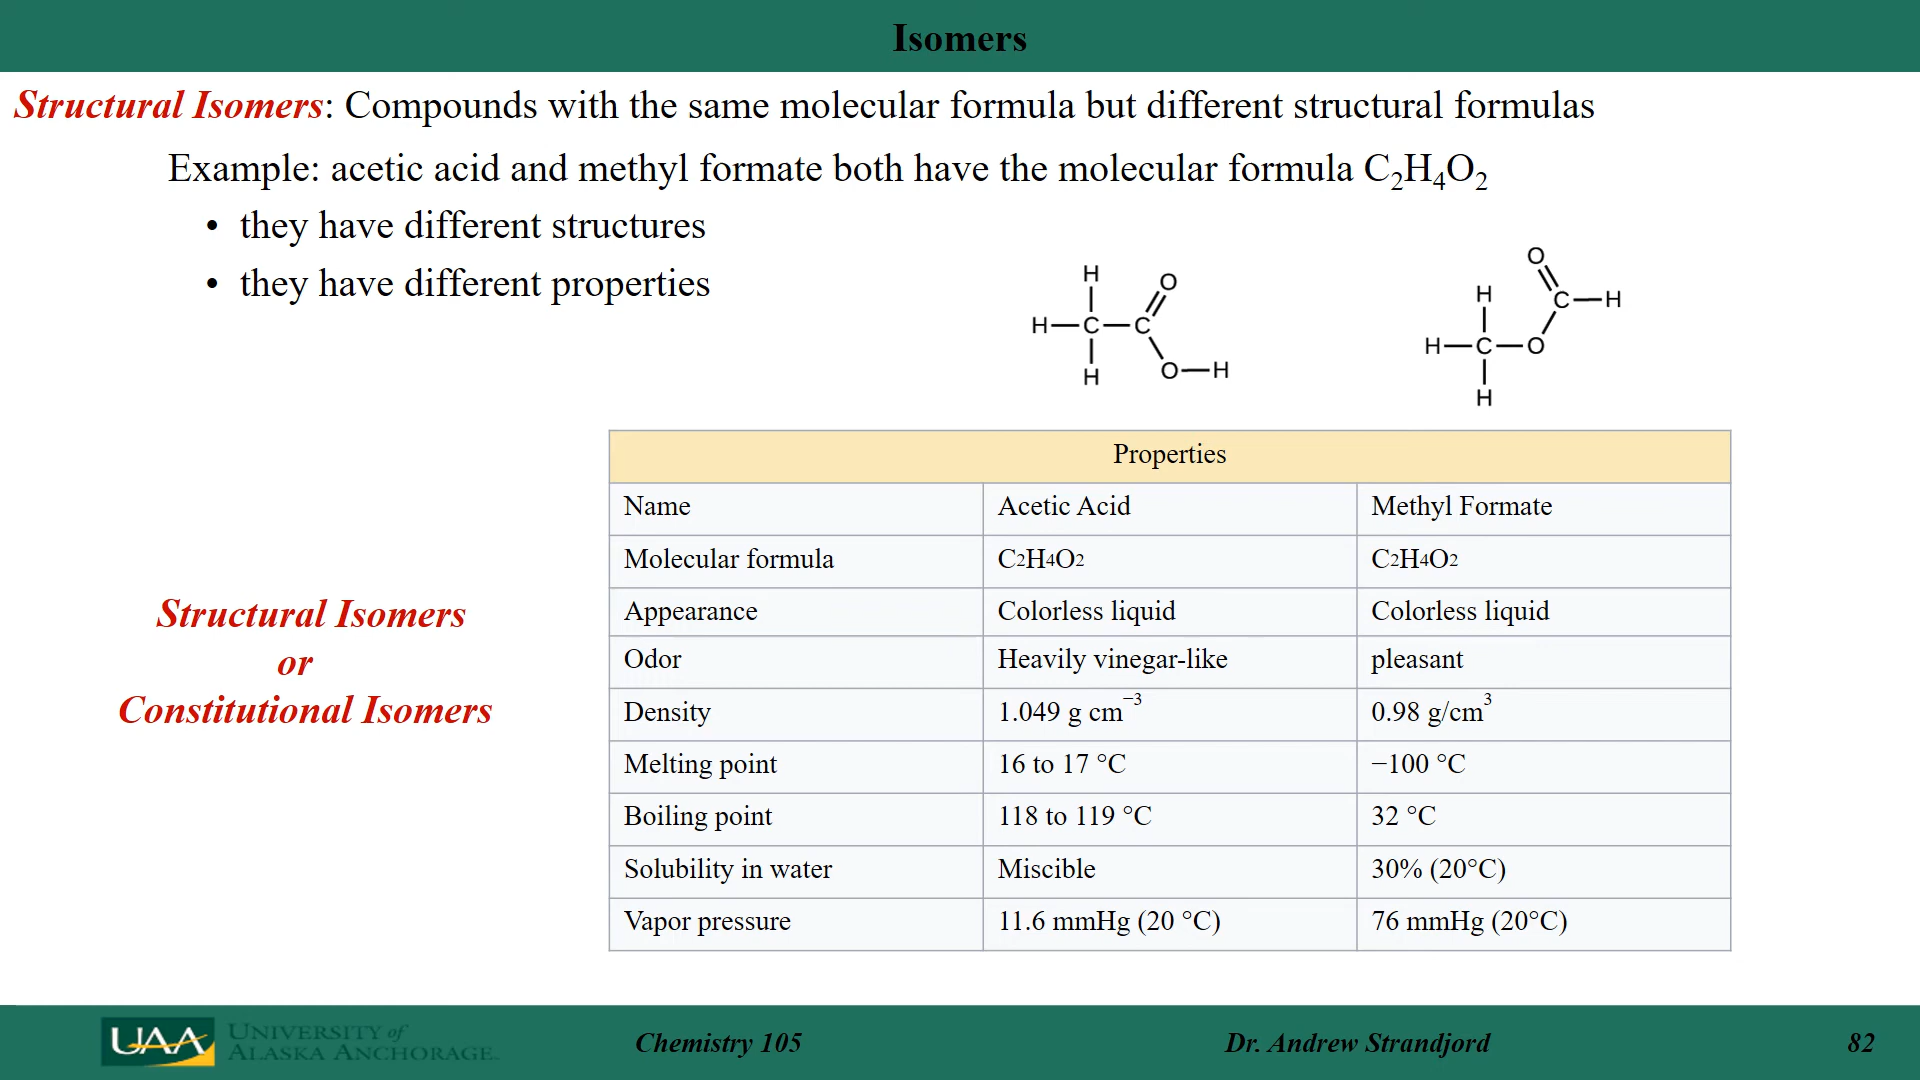 Isomers
Structural Isomers: Compounds with the same molecular formula but different structural formulas
Example: acetic acid and methyl formate both have the molecular formula C₂H₄O₂
• they have different structures
• they have different properties
H
O
H C C
H
O H
O
H
C H
H C O
H
Properties
Name Acetic Acid Methyl Formate
Molecular formula C2H4O2 C2H4O2
Appearance Colorless liquid Colorless liquid
Odor Heavily vinegar-like pleasant
Density 1.049 g cm⁻³ 0.98 g/cm³
Melting point 16 to 17 °C −100 °C
Boiling point 118 to 119 °C 32 °C
Solubility in water Miscible 30% (20°C)
Vapor pressure 11.6 mmHg (20 °C) 76 mmHg (20°C)
Structural Isomers
or
Constitutional Isomers
UAA UNIVERSITY of
ALASKA ANCHORAGE.
Chemistry 105
Dr. Andrew Strandjord
82